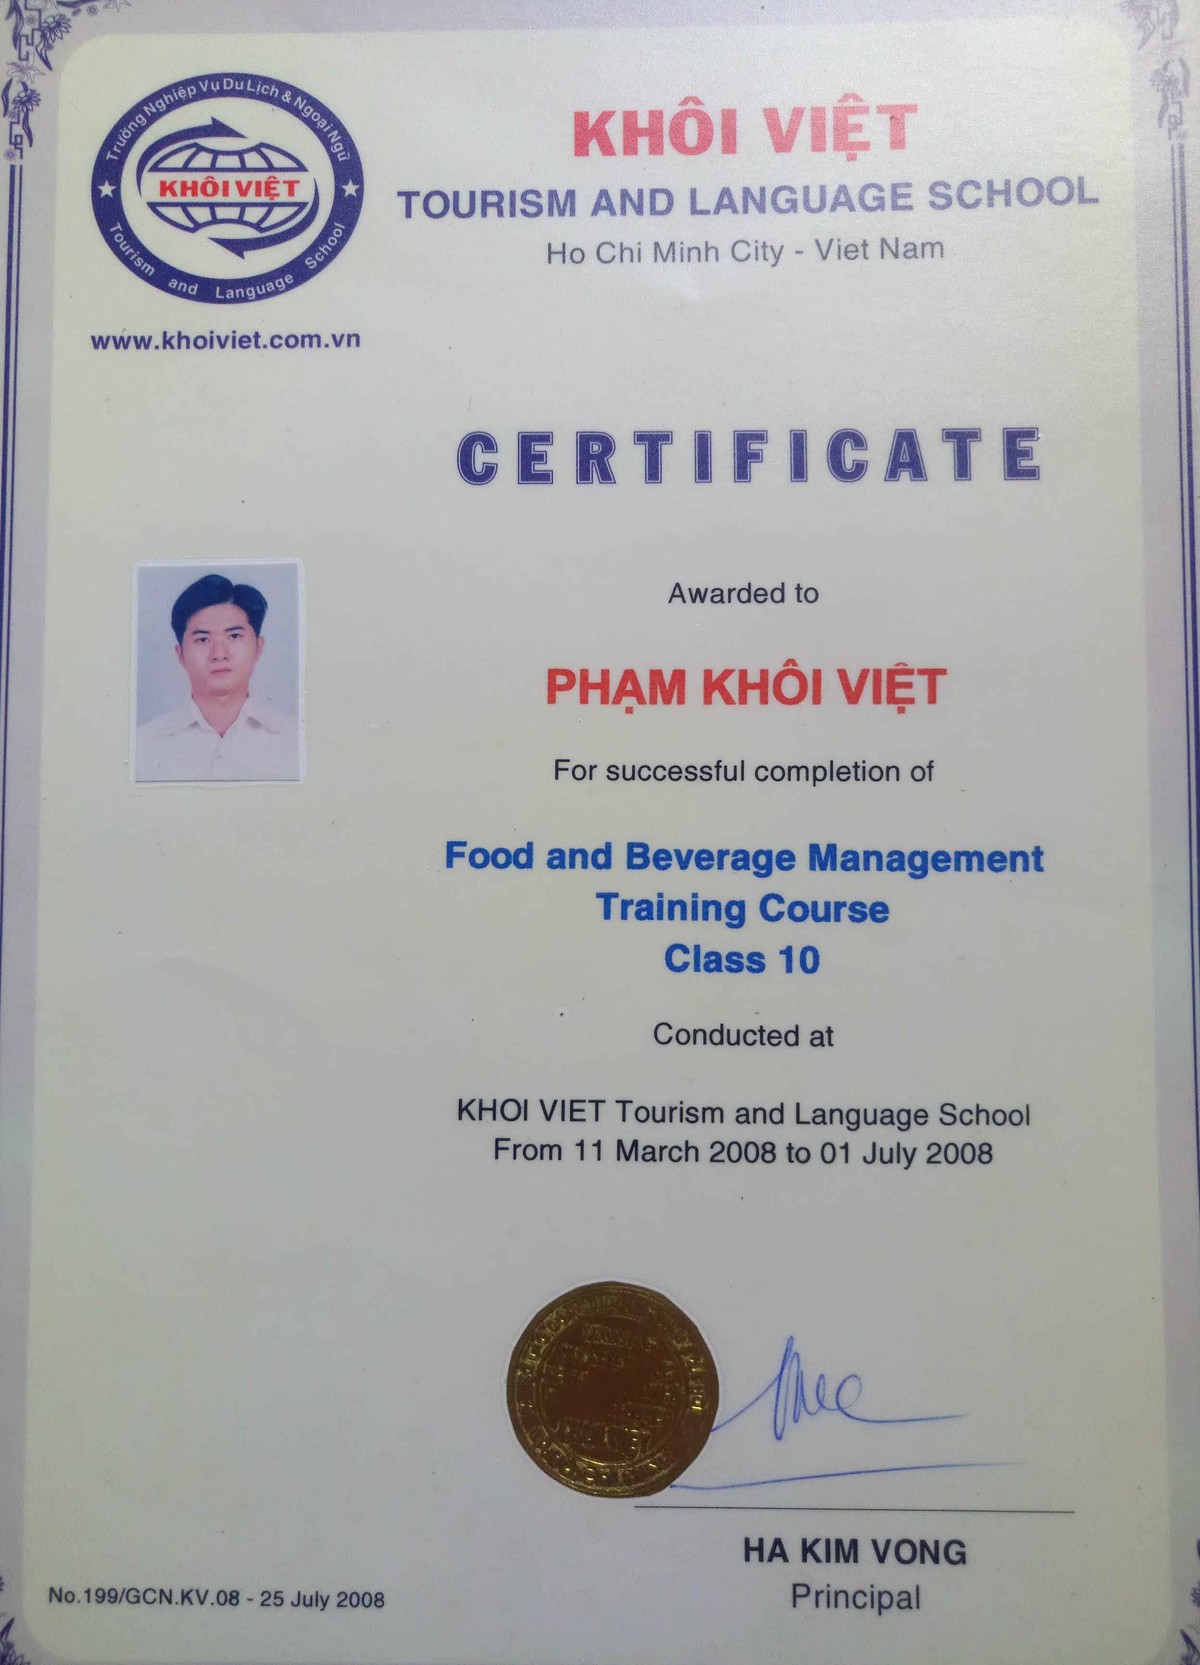 Trường Nghiệp Vụ Du Lịch & Ngoại Ngữ
KHÔI VIỆT
Tourism and Language School
www.khoiviet.com.vn
KHÔI VIỆT
TOURISM AND LANGUAGE SCHOOL
Ho Chi Minh City - Viet Nam
CERTIFICATE
Awarded to
PHẠM KHÔI VIỆT
For successful completion of
Food and Beverage Management
Training Course
Class 10
Conducted at
KHOI VIET Tourism and Language School
From 11 March 2008 to 01 July 2008
HA KIM VONG
Principal
No.199/GCN.KV.08 - 25 July 2008